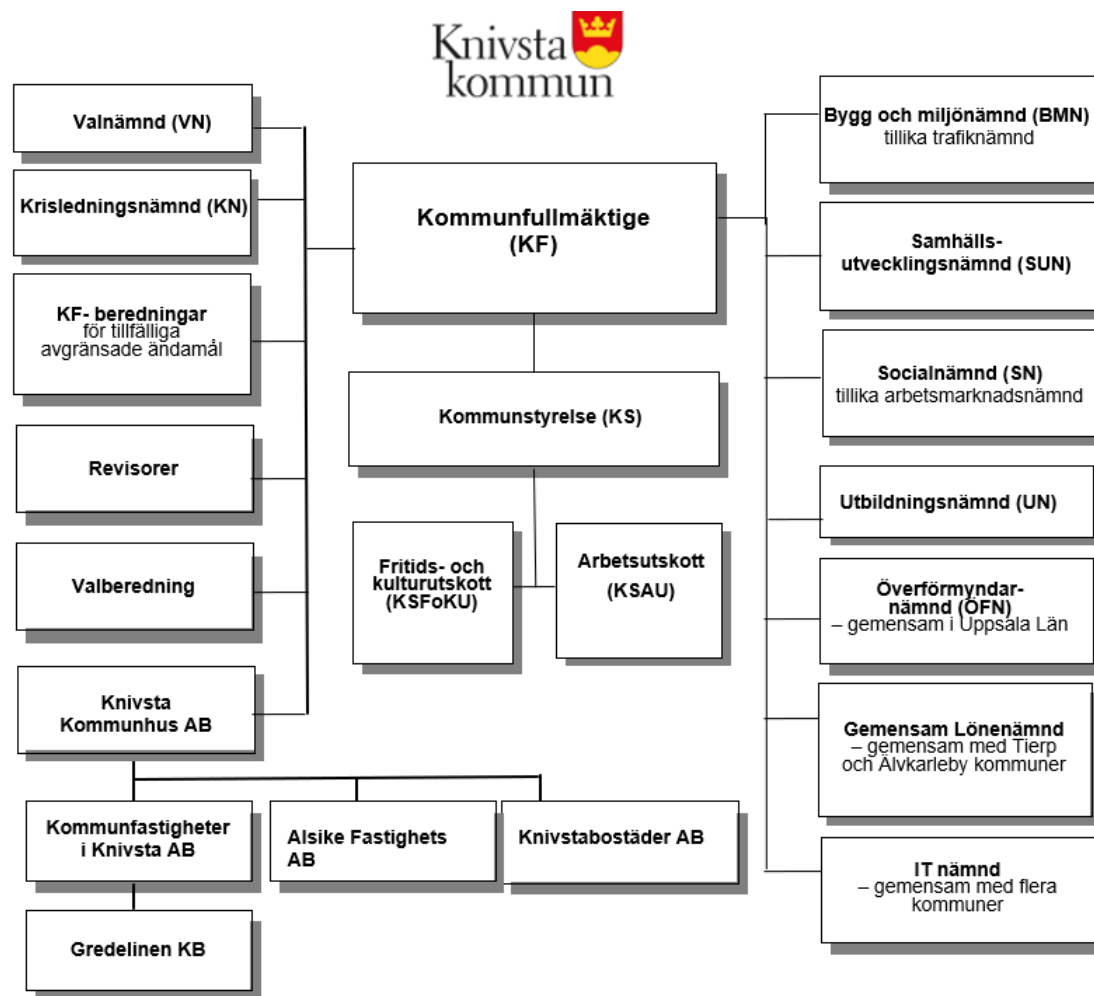 Knivsta
kommun
Valnämnd (VN)
Krisledningsnämnd (KN)
KF- beredningar
för tillfälliga
avgränsade ändamål
Revisorer
Valberedning
Knivsta
Kommunhus AB
Kommunfastigheter
i Knivsta AB
Alsike Fastighets
AB
Knivstabostäder AB
Gredelinen KB
Kommunfullmäktige
(KF)
Kommunstyrelse (KS)
Fritids- och
kulturutskott
(KSFoKU)
Arbetsutskott
(KSAU)
Bygg och miljönämnd (BMN)
tillika trafiknämnd
Samhälls-
utvecklingsnämnd (SUN)
Socialnämnd (SN)
tillika arbetsmarknadsnämnd
Utbildningsnämnd (UN)
Överförmyndar-
nämnd (ÖFN)
– gemensam i Uppsala Län
Gemensam Lönenämnd
– gemensam med Tierp
och Älvkarleby kommuner
IT nämnd
– gemensam med flera
kommuner